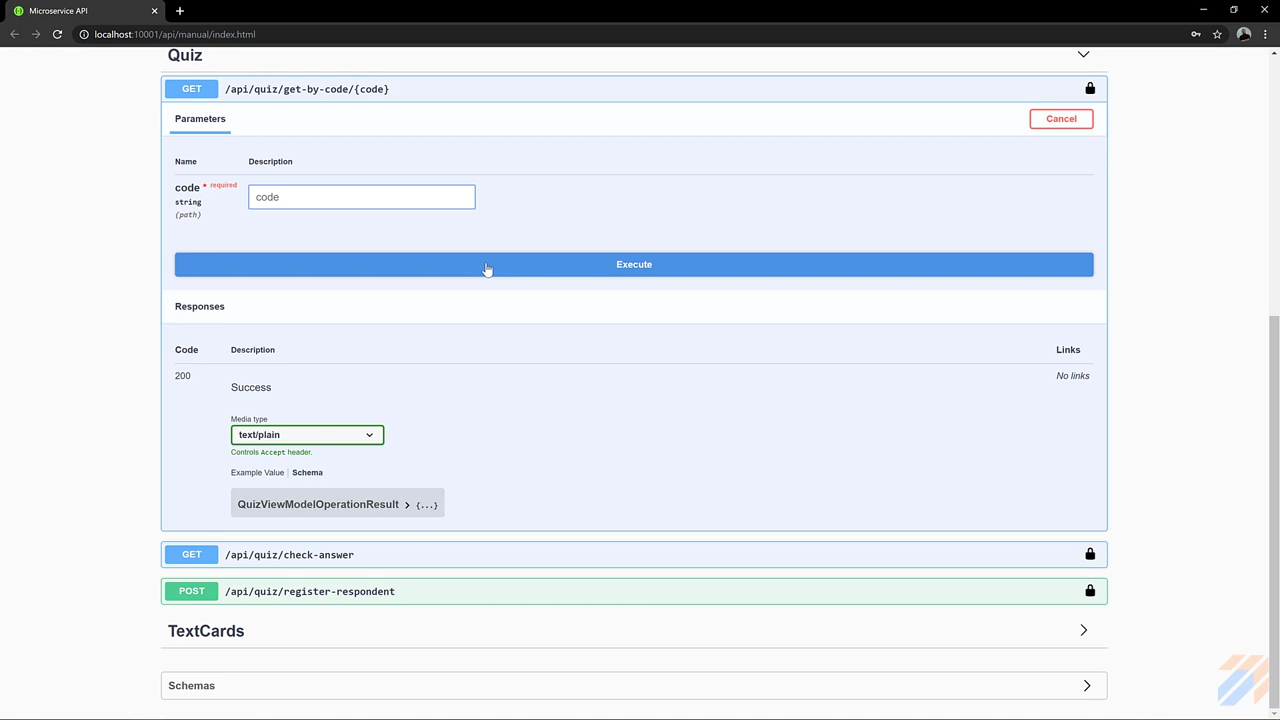 Microservice API
localhost:10001/api/manual/index.html
Quiz
GET /api/quiz/get-by-code/{code}
Parameters
Cancel
Name Description
code * required
string
(path)
code
Execute
Responses
Code Description Links
200 No links
Success
Media type
text/plain
Controls Accept header.
Example Value Schema
QuizViewModelOperationResult > {...}
GET /api/quiz/check-answer
POST /api/quiz/register-respondent
TextCards
Schemas